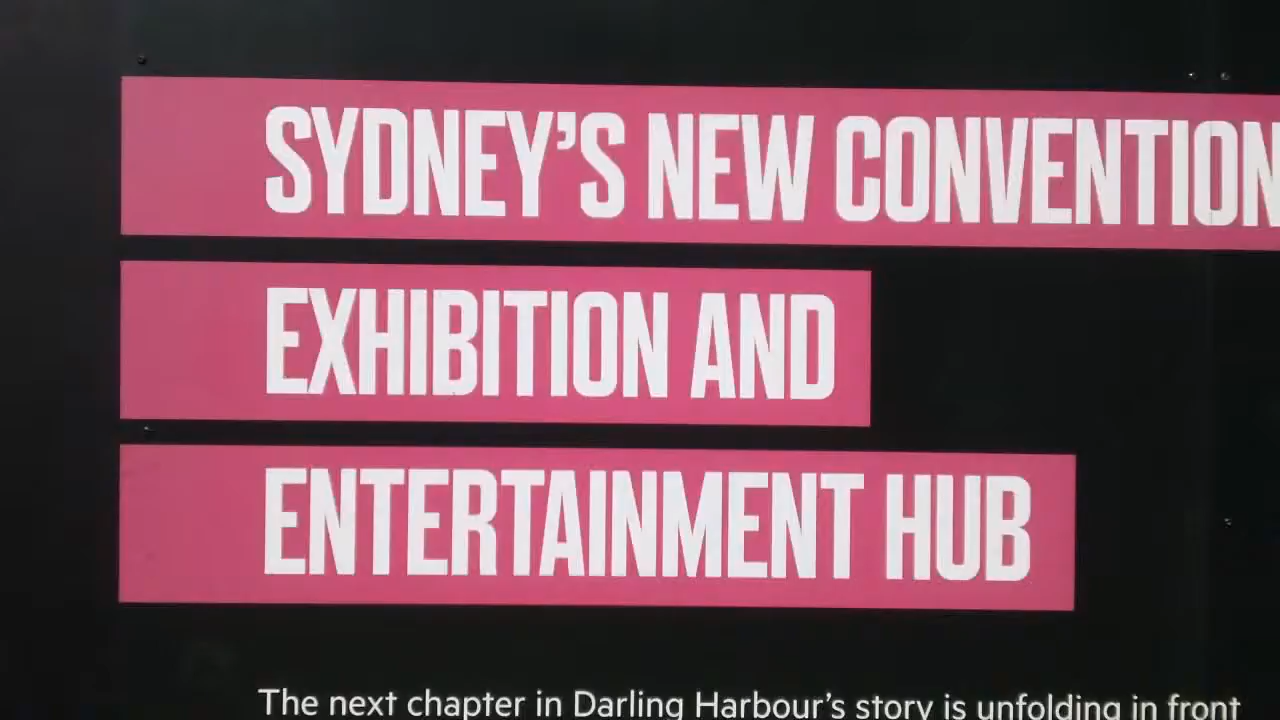 SYDNEY'S NEW CONVENTION
EXHIBITION AND
ENTERTAINMENT HUB
The next chapter in Darling Harbour's story is unfolding in front